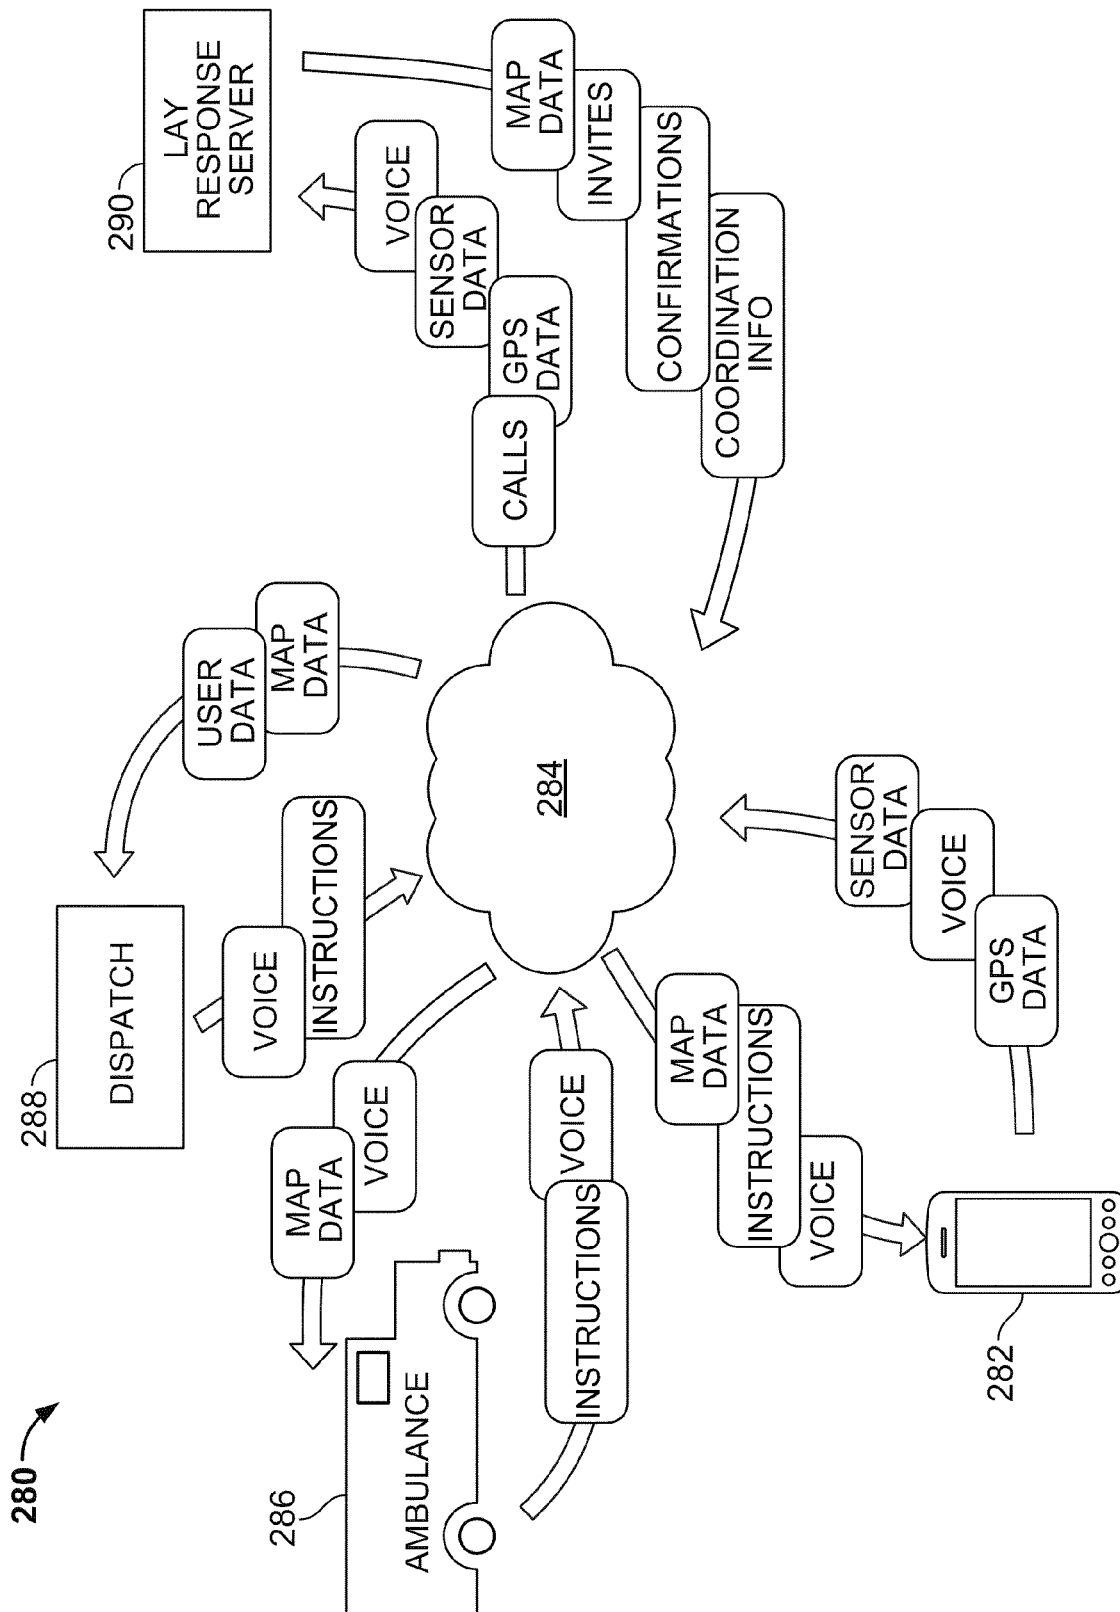 280
286
AMBULANCE
288
DISPATCH
290
LAY
RESPONSE
SERVER
MAP
DATA
VOICE
VOICE
INSTRUCTIONS
USER
DATA
MAP
DATA
VOICE
SENSOR
DATA
GPS
DATA
CALLS
MAP
DATA
INVITES
CONFIRMATIONS
COORDINATION
INFO
284
INSTRUCTIONS
VOICE
MAP
DATA
INSTRUCTIONS
VOICE
SENSOR
DATA
VOICE
GPS
DATA
282